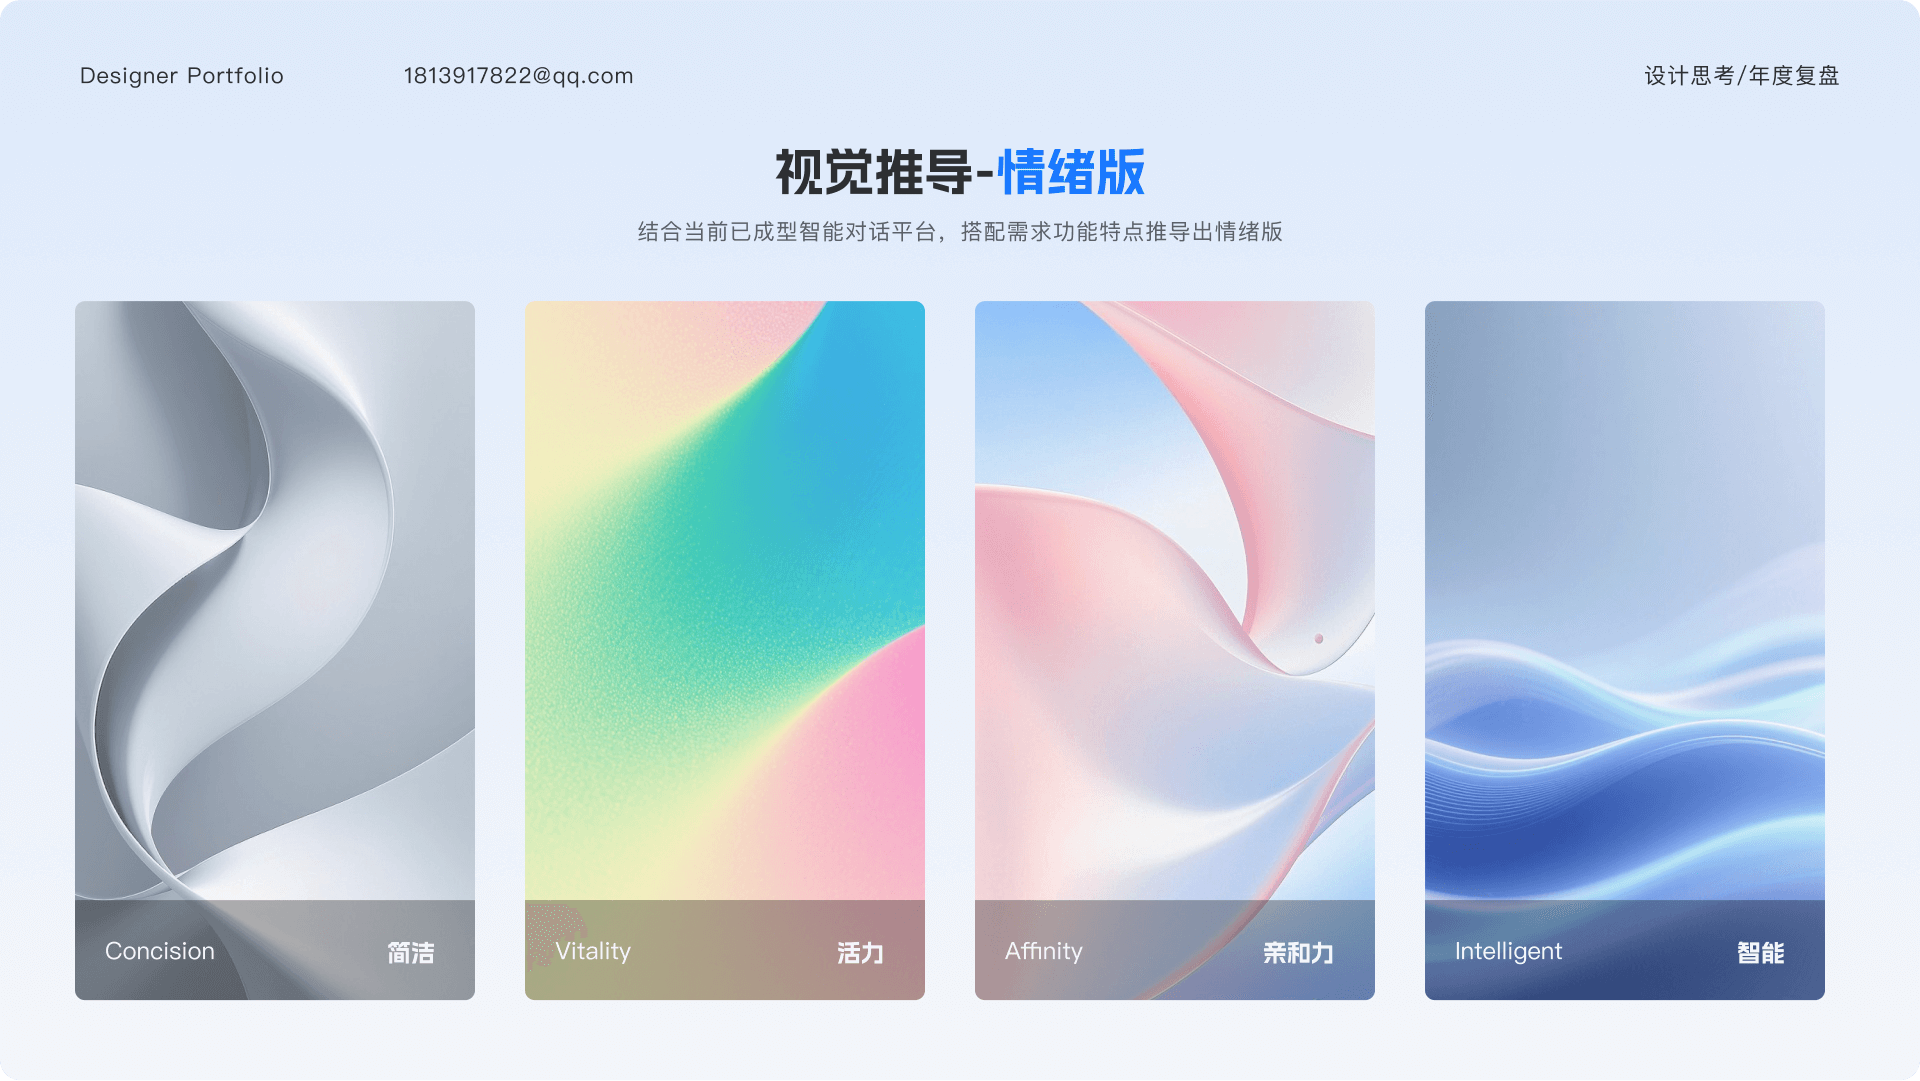 Designer Portfolio
1813917822@qq.com
设计思考/年度复盘
视觉推导-情绪版
结合当前已成型智能对话平台，搭配需求功能特点推导出情绪版
Concision
简洁
Vitality
活力
Affinity
亲和力
Intelligent
智能